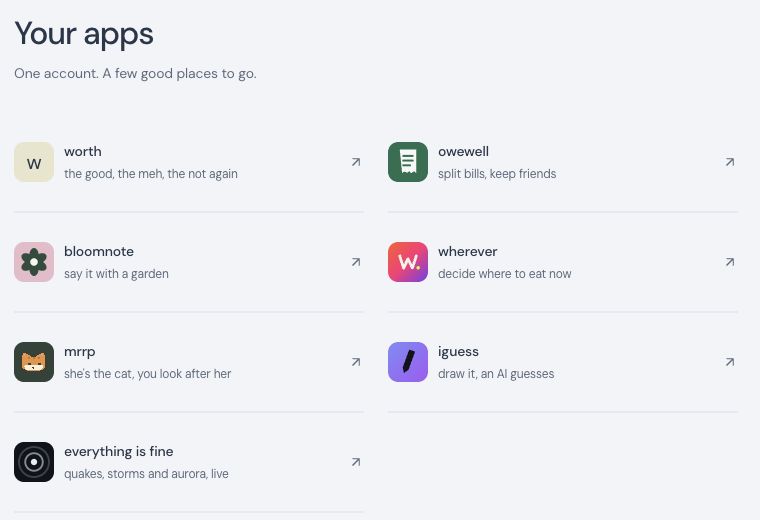 Your apps
One account. A few good places to go.
w
worth
the good, the meh, the not again
owewell
split bills, keep friends
bloomnote
say it with a garden
W.
wherever
decide where to eat now
mrrp
she's the cat, you look after her
iguess
draw it, an AI guesses
everything is fine
quakes, storms and aurora, live